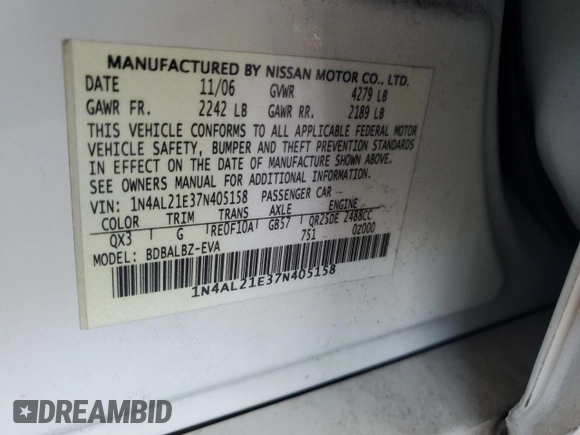 MANUFACTURED BY NISSAN MOTOR CO., LTD.
DATE 11/06 GVWR 4279 LB
GAWR FR. 2242 LB GAWR RR. 2189 LB
THIS VEHICLE CONFORMS TO ALL APPLICABLE FEDERAL MOTOR
VEHICLE SAFETY, BUMPER AND THEFT PREVENTION STANDARDS
IN EFFECT ON THE DATE OF MANUFACTURE SHOWN ABOVE.
SEE OWNERS MANUAL FOR ADDITIONAL INFORMATION.
VIN: 1N4AL21E37N405158 PASSENGER CAR
COLOR TRIM TRANS AXLE ENGINE
QX3 G RE0F10A GB57 QR25DE 2488CC
751 0Z000
MODEL: BDBALBZ-EVA
1N4AL21E37N405158
DREAMBID